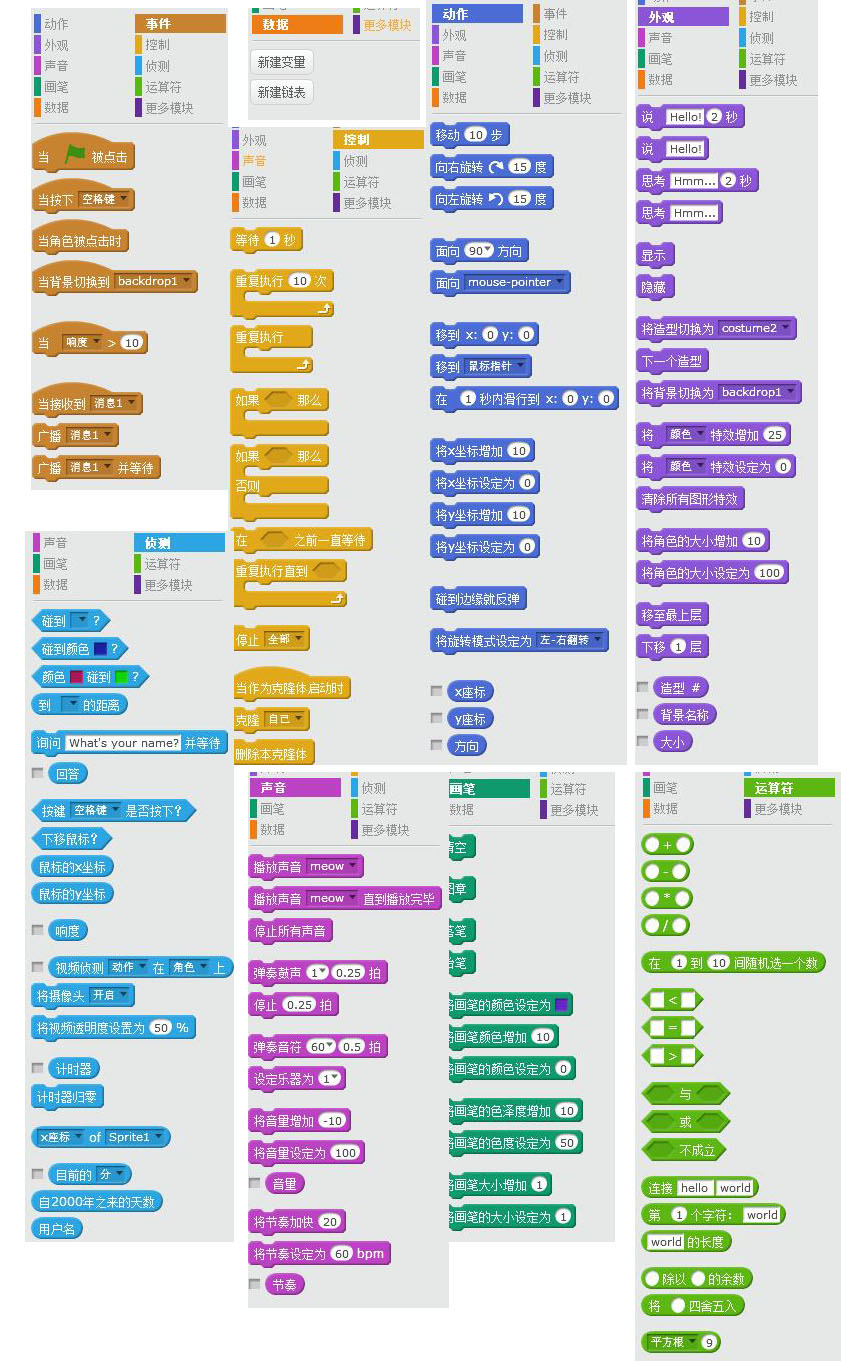 动作 事件
外观 控制
声音 侦测
画笔 运算符
数据 更多模块
当 被点击
当按下 空格键
当角色被点击时
当背景切换到 backdrop1
当 响度 > 10
当接收到 消息1
广播 消息1
广播 消息1 并等待
数据 更多模块
新建变量
新建链表
外观 控制
声音 侦测
画笔 运算符
数据 更多模块
等待 1 秒
重复执行 10 次
重复执行
如果 那么
如果 那么
否则
在 之前一直等待
重复执行直到
停止 全部
当作为克隆体启动时
克隆 自己
删除本克隆体
动作 事件
外观 控制
声音 侦测
画笔 运算符
数据 更多模块
移动 10 步
向右旋转 15 度
向左旋转 15 度
面向 90 方向
面向 mouse-pointer
移到 x: 0 y: 0
移到 鼠标指针
在 1 秒内滑行到 x: 0 y: 0
将x坐标增加 10
将x坐标设定为 0
将y坐标增加 10
将y坐标设定为 0
碰到边缘就反弹
将旋转模式设定为 左-右翻转
x座标
y座标
方向
外观 控制
声音 侦测
画笔 运算符
数据 更多模块
说 Hello! 2 秒
说 Hello!
思考 Hmm... 2 秒
思考 Hmm...
显示
隐藏
将造型切换为 costume2
下一个造型
将背景切换为 backdrop1
将 颜色 特效增加 25
将 颜色 特效设定为 0
清除所有图形特效
将角色的大小增加 10
将角色的大小设定为 100
移至最上层
下移 1 层
造型 #
背景名称
大小
声音 侦测
画笔 运算符
数据 更多模块
碰到 ?
碰到颜色 ?
颜色 碰到 ?
到 的距离
询问 What's your name? 并等待
回答
按键 空格键 是否按下?
下移鼠标?
鼠标的x坐标
鼠标的y坐标
响度
视频侦测 动作 在 角色 上
将摄像头 开启
将视频透明度设置为 50 %
计时器
计时器归零
x座标 of Sprite1
目前的 分
自2000年之来的天数
用户名
声音 侦测
画笔 运算符
数据 更多模块
播放声音 meow
播放声音 meow 直到播放完毕
停止所有声音
弹奏鼓声 1 0.25 拍
停止 0.25 拍
弹奏音符 60 0.5 拍
设定乐器为 1
将音量增加 -10
将音量设定为 100
音量
将节奏加快 20
将节奏设定为 60 bpm
节奏
画笔 运算符
数据 更多模块
空
章
笔
笔
将画笔的颜色设定为
将画笔颜色增加 10
将画笔的颜色设定为 0
将画笔的色泽度增加 10
将画笔的色度设定为 50
将画笔大小增加 1
将画笔的大小设定为 1
画笔 运算符
数据 更多模块
+
-
*
/
在 1 到 10 间随机选一个数
<
=
>
与
或
不成立
连接 hello world
第 1 个字符: world
world 的长度
除以 的余数
将 四舍五入
平方根 9